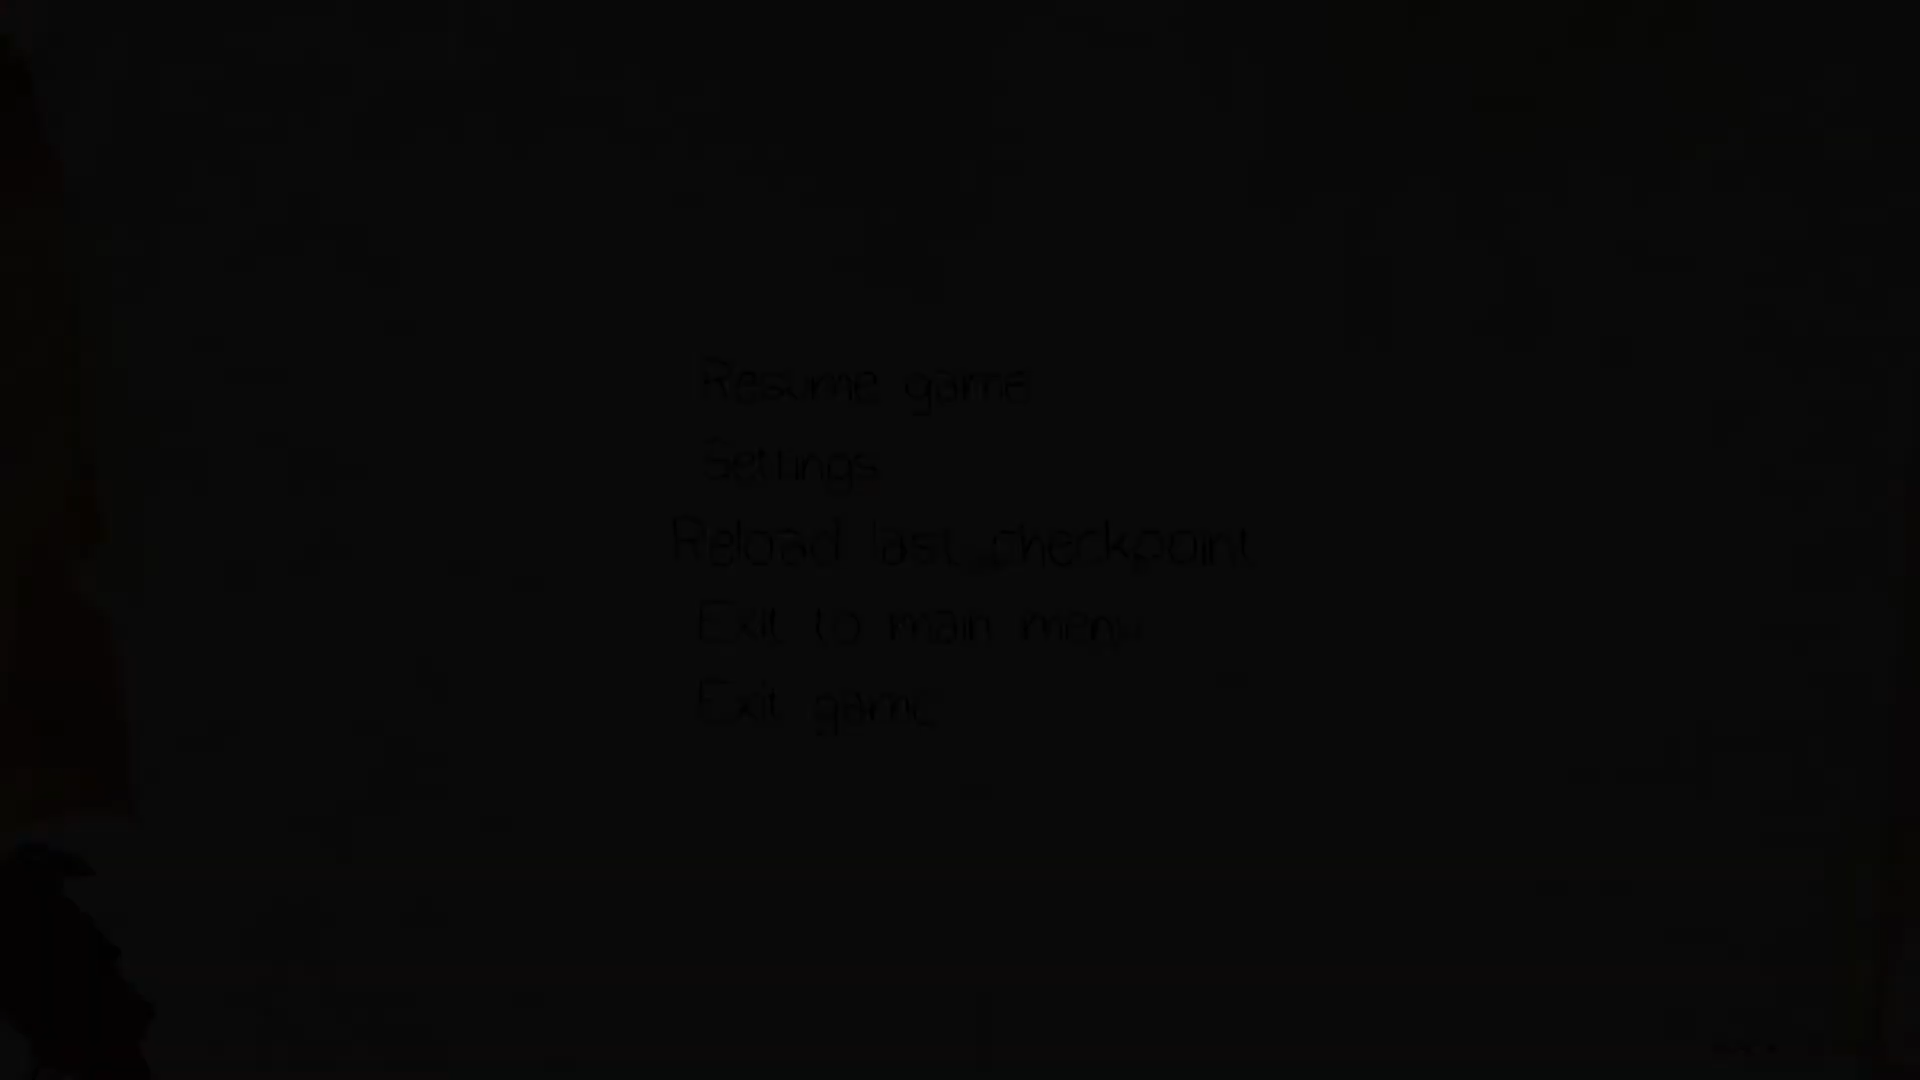 Resume game
Settings
Reload last checkpoint
Exit to main menu
Exit game